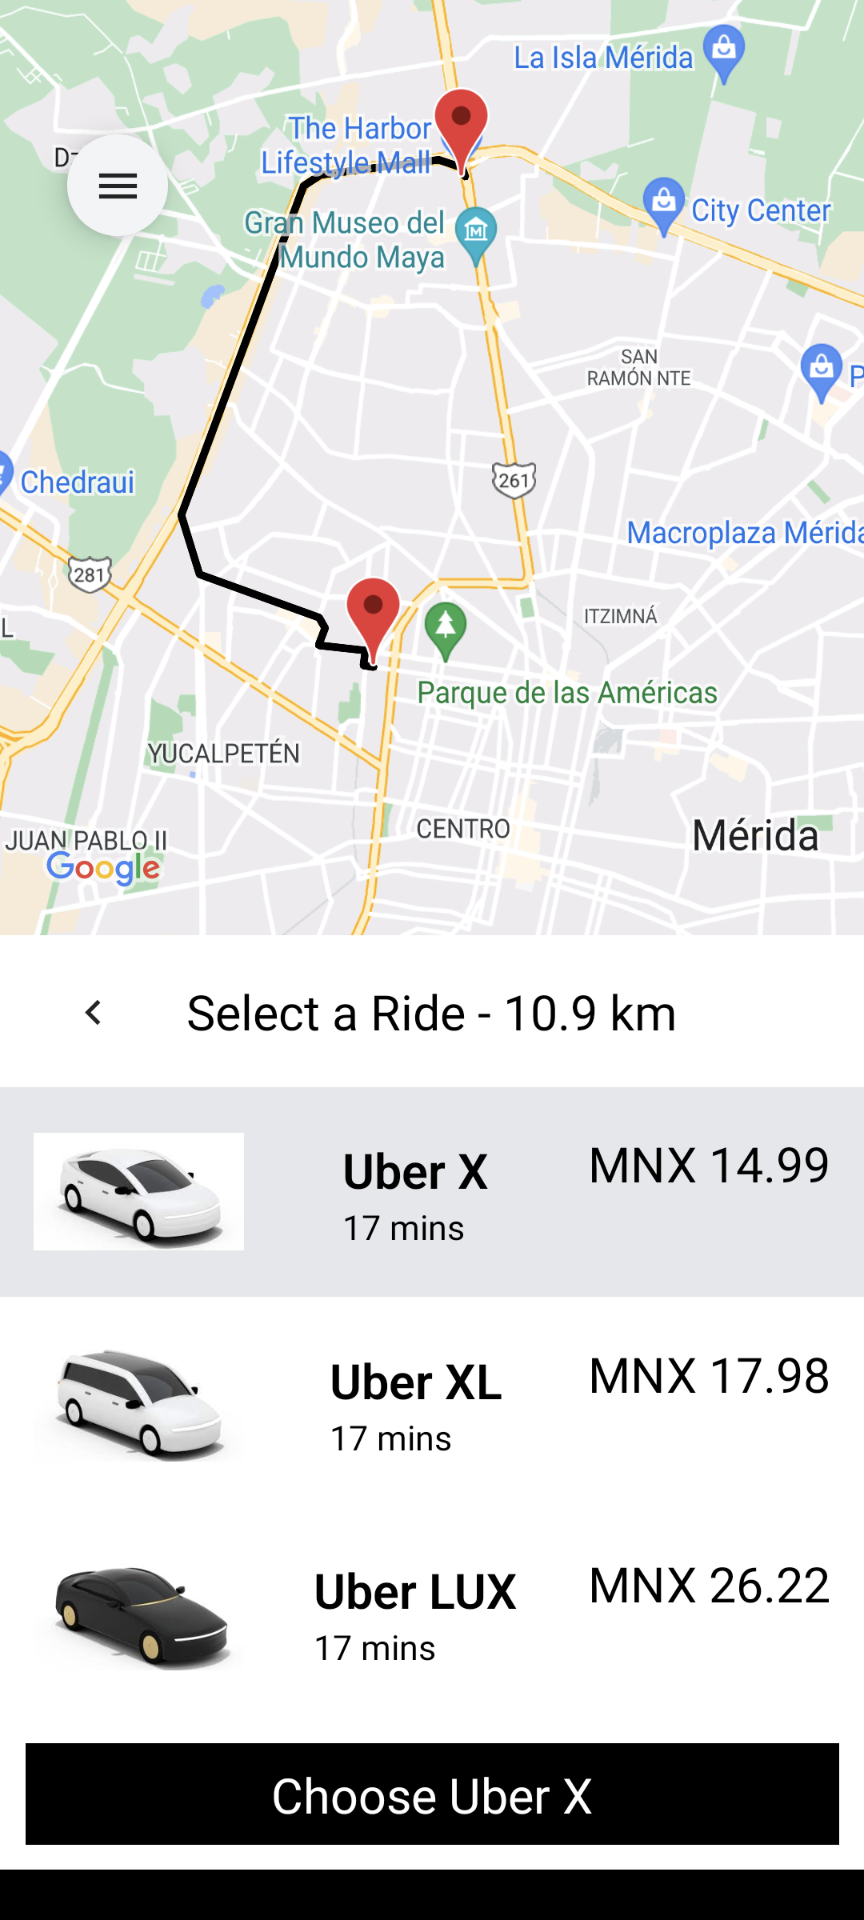 La Isla Mérida
The Harbor
Lifestyle Mall
City Center
Gran Museo del
Mundo Maya
SAN
RAMÓN NTE
P
Chedraui
261
Macroplaza Mérida
281
ITZIMNÁ
L
Parque de las Américas
YUCALPETÉN
CENTRO
Mérida
JUAN PABLO II
Google
Select a Ride - 10.9 km
Uber X
MNX 14.99
17 mins
Uber XL
MNX 17.98
17 mins
Uber LUX
MNX 26.22
17 mins
Choose Uber X